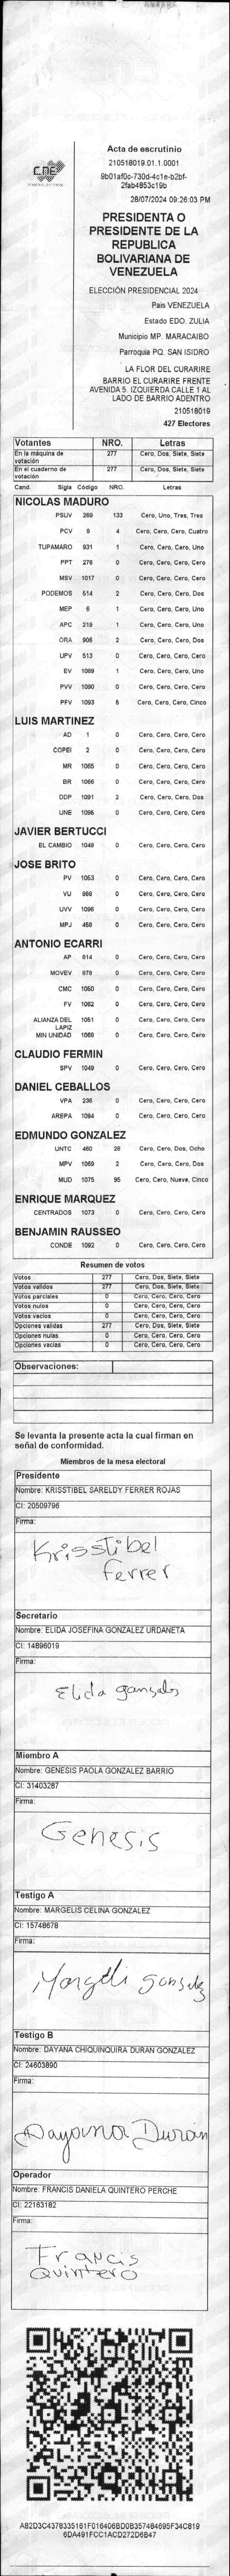 CNE
Acta de escrutinio
210518019.01.1.0001
9b01af0c-730d-4c1e-b2bf-
2fab4853c19b
28/07/2024 09:26:03 PM
PRESIDENTA O
PRESIDENTE DE LA
REPUBLICA
BOLIVARIANA DE
VENEZUELA
ELECCIÓN PRESIDENCIAL 2024
País VENEZUELA
Estado EDO. ZULIA
Municipio MP. MARACAIBO
Parroquia PQ. SAN ISIDRO
LA FLOR DEL CURARIRE
BARRIO EL CURARIRE FRENTE
AVENIDA 5. IZQUIERDA CALLE 1 AL
LADO DE BARRIO ADENTRO
210518019
427 Electores
Votantes NRO. Letras
En la máquina de votación 277 Cero, Dos, Siete, Siete
En el cuaderno de votación 277 Cero, Dos, Siete, Siete
Cand. Sigla Código NRO. Letras
NICOLAS MADURO
PSUV 269 133 Cero, Uno, Tres, Tres
PCV 9 4 Cero, Cero, Cero, Cuatro
TUPAMARO 931 1 Cero, Cero, Cero, Uno
PPT 276 0 Cero, Cero, Cero, Cero
MSV 1017 0 Cero, Cero, Cero, Cero
PODEMOS 514 2 Cero, Cero, Cero, Dos
MEP 6 1 Cero, Cero, Cero, Uno
APC 219 1 Cero, Cero, Cero, Uno
ORA 906 2 Cero, Cero, Cero, Dos
UPV 513 0 Cero, Cero, Cero, Cero
EV 1089 1 Cero, Cero, Cero, Uno
PVV 1090 0 Cero, Cero, Cero, Cero
PFV 1093 5 Cero, Cero, Cero, Cinco
LUIS MARTINEZ
AD 1 0 Cero, Cero, Cero, Cero
COPEI 2 0 Cero, Cero, Cero, Cero
MR 1065 0 Cero, Cero, Cero, Cero
BR 1066 0 Cero, Cero, Cero, Cero
DDP 1091 2 Cero, Cero, Cero, Dos
UNE 1095 0 Cero, Cero, Cero, Cero
JAVIER BERTUCCI
EL CAMBIO 1048 0 Cero, Cero, Cero, Cero
JOSE BRITO
PV 1053 0 Cero, Cero, Cero, Cero
VU 868 0 Cero, Cero, Cero, Cero
UVV 1096 0 Cero, Cero, Cero, Cero
MPJ 458 0 Cero, Cero, Cero, Cero
ANTONIO ECARRI
AP 814 0 Cero, Cero, Cero, Cero
MOVEV 878 0 Cero, Cero, Cero, Cero
CMC 1050 0 Cero, Cero, Cero, Cero
FV 1062 0 Cero, Cero, Cero, Cero
ALIANZA DEL LAPIZ 1051 0 Cero, Cero, Cero, Cero
MIN UNIDAD 1068 0 Cero, Cero, Cero, Cero
CLAUDIO FERMIN
SPV 1049 0 Cero, Cero, Cero, Cero
DANIEL CEBALLOS
VPA 236 0 Cero, Cero, Cero, Cero
AREPA 1094 0 Cero, Cero, Cero, Cero
EDMUNDO GONZALEZ
UNTC 460 28 Cero, Cero, Dos, Ocho
MPV 1069 2 Cero, Cero, Cero, Dos
MUD 1075 95 Cero, Cero, Nueve, Cinco
ENRIQUE MARQUEZ
CENTRADOS 1073 0 Cero, Cero, Cero, Cero
BENJAMIN RAUSSEO
CONDE 1092 0 Cero, Cero, Cero, Cero
Resumen de votos
Votos 277 Cero, Dos, Siete, Siete
Votos validos 277 Cero, Dos, Siete, Siete
Votos parciales 0 Cero, Cero, Cero, Cero
Votos nulos 0 Cero, Cero, Cero, Cero
Votos vacios 0 Cero, Cero, Cero, Cero
Opciones validas 277 Cero, Dos, Siete, Siete
Opciones nulas 0 Cero, Cero, Cero, Cero
Opciones vacias 0 Cero, Cero, Cero, Cero
Observaciones:
Se levanta la presente acta la cual firman en
señal de conformidad.
Miembros de la mesa electoral
Presidente
Nombre: KRISSTIBEL SARELDY FERRER ROJAS
CI: 20509796
Firma:
Krisstibel
Ferrer
Secretario
Nombre: ELIDA JOSEFINA GONZALEZ URDANETA
CI: 14896019
Firma:
Elida gonzales
Miembro A
Nombre: GENESIS PAOLA GONZALEZ BARRIO
CI: 31403287
Firma:
Genesis
Testigo A
Nombre: MARGELIS CELINA GONZALEZ
CI: 15748678
Firma:
Margeli Gonzalez
Testigo B
Nombre: DAYANA CHIQUINQUIRA DURAN GONZALEZ
CI: 24603890
Firma:
Dayana Duran
Operador
Nombre: FRANCIS DANIELA QUINTERO PERCHE
CI: 22163182
Firma:
Francis
Quintero
A82D3C4378335161F016406BD0B357484695F34C819
6DA491FCC1ACD272D6B47